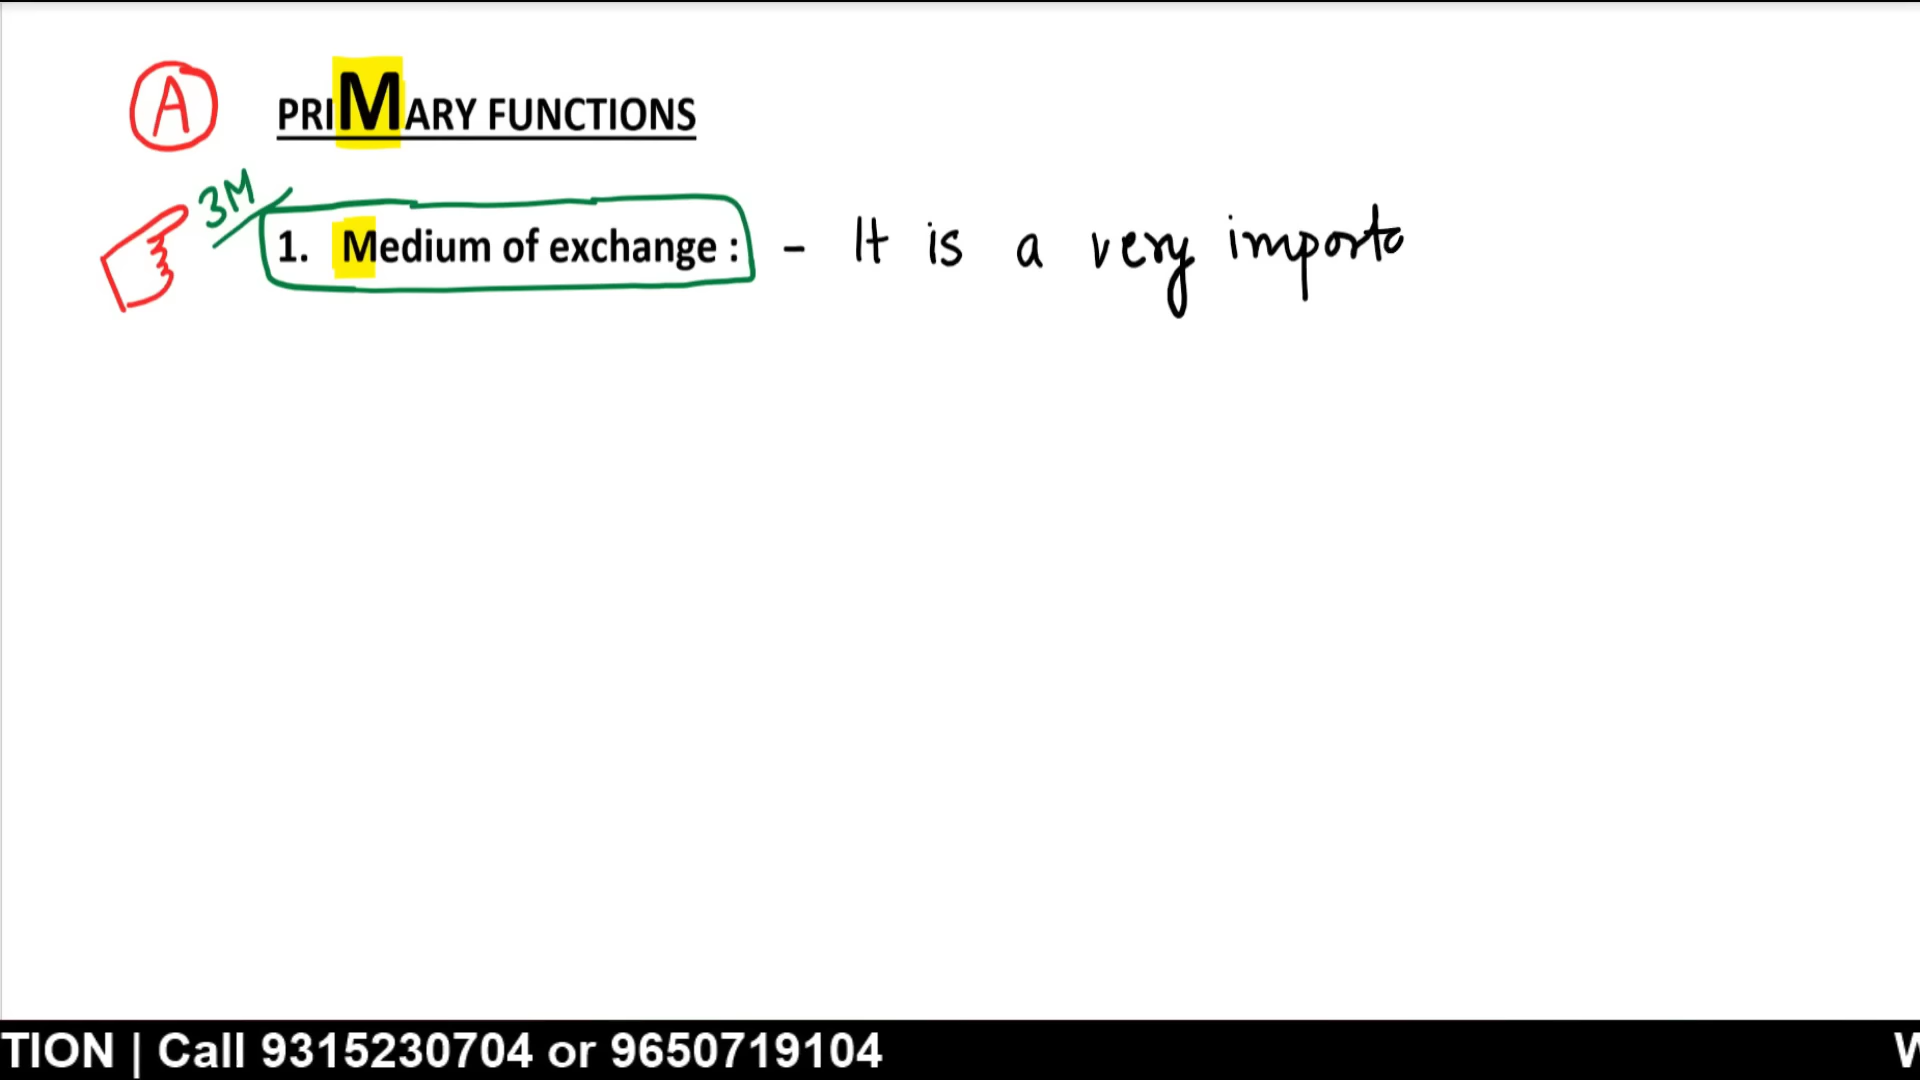 A PRIMARY FUNCTIONS
3M
1. Medium of exchange : - It is a very importa
TION | Call 9315230704 or 9650719104 W